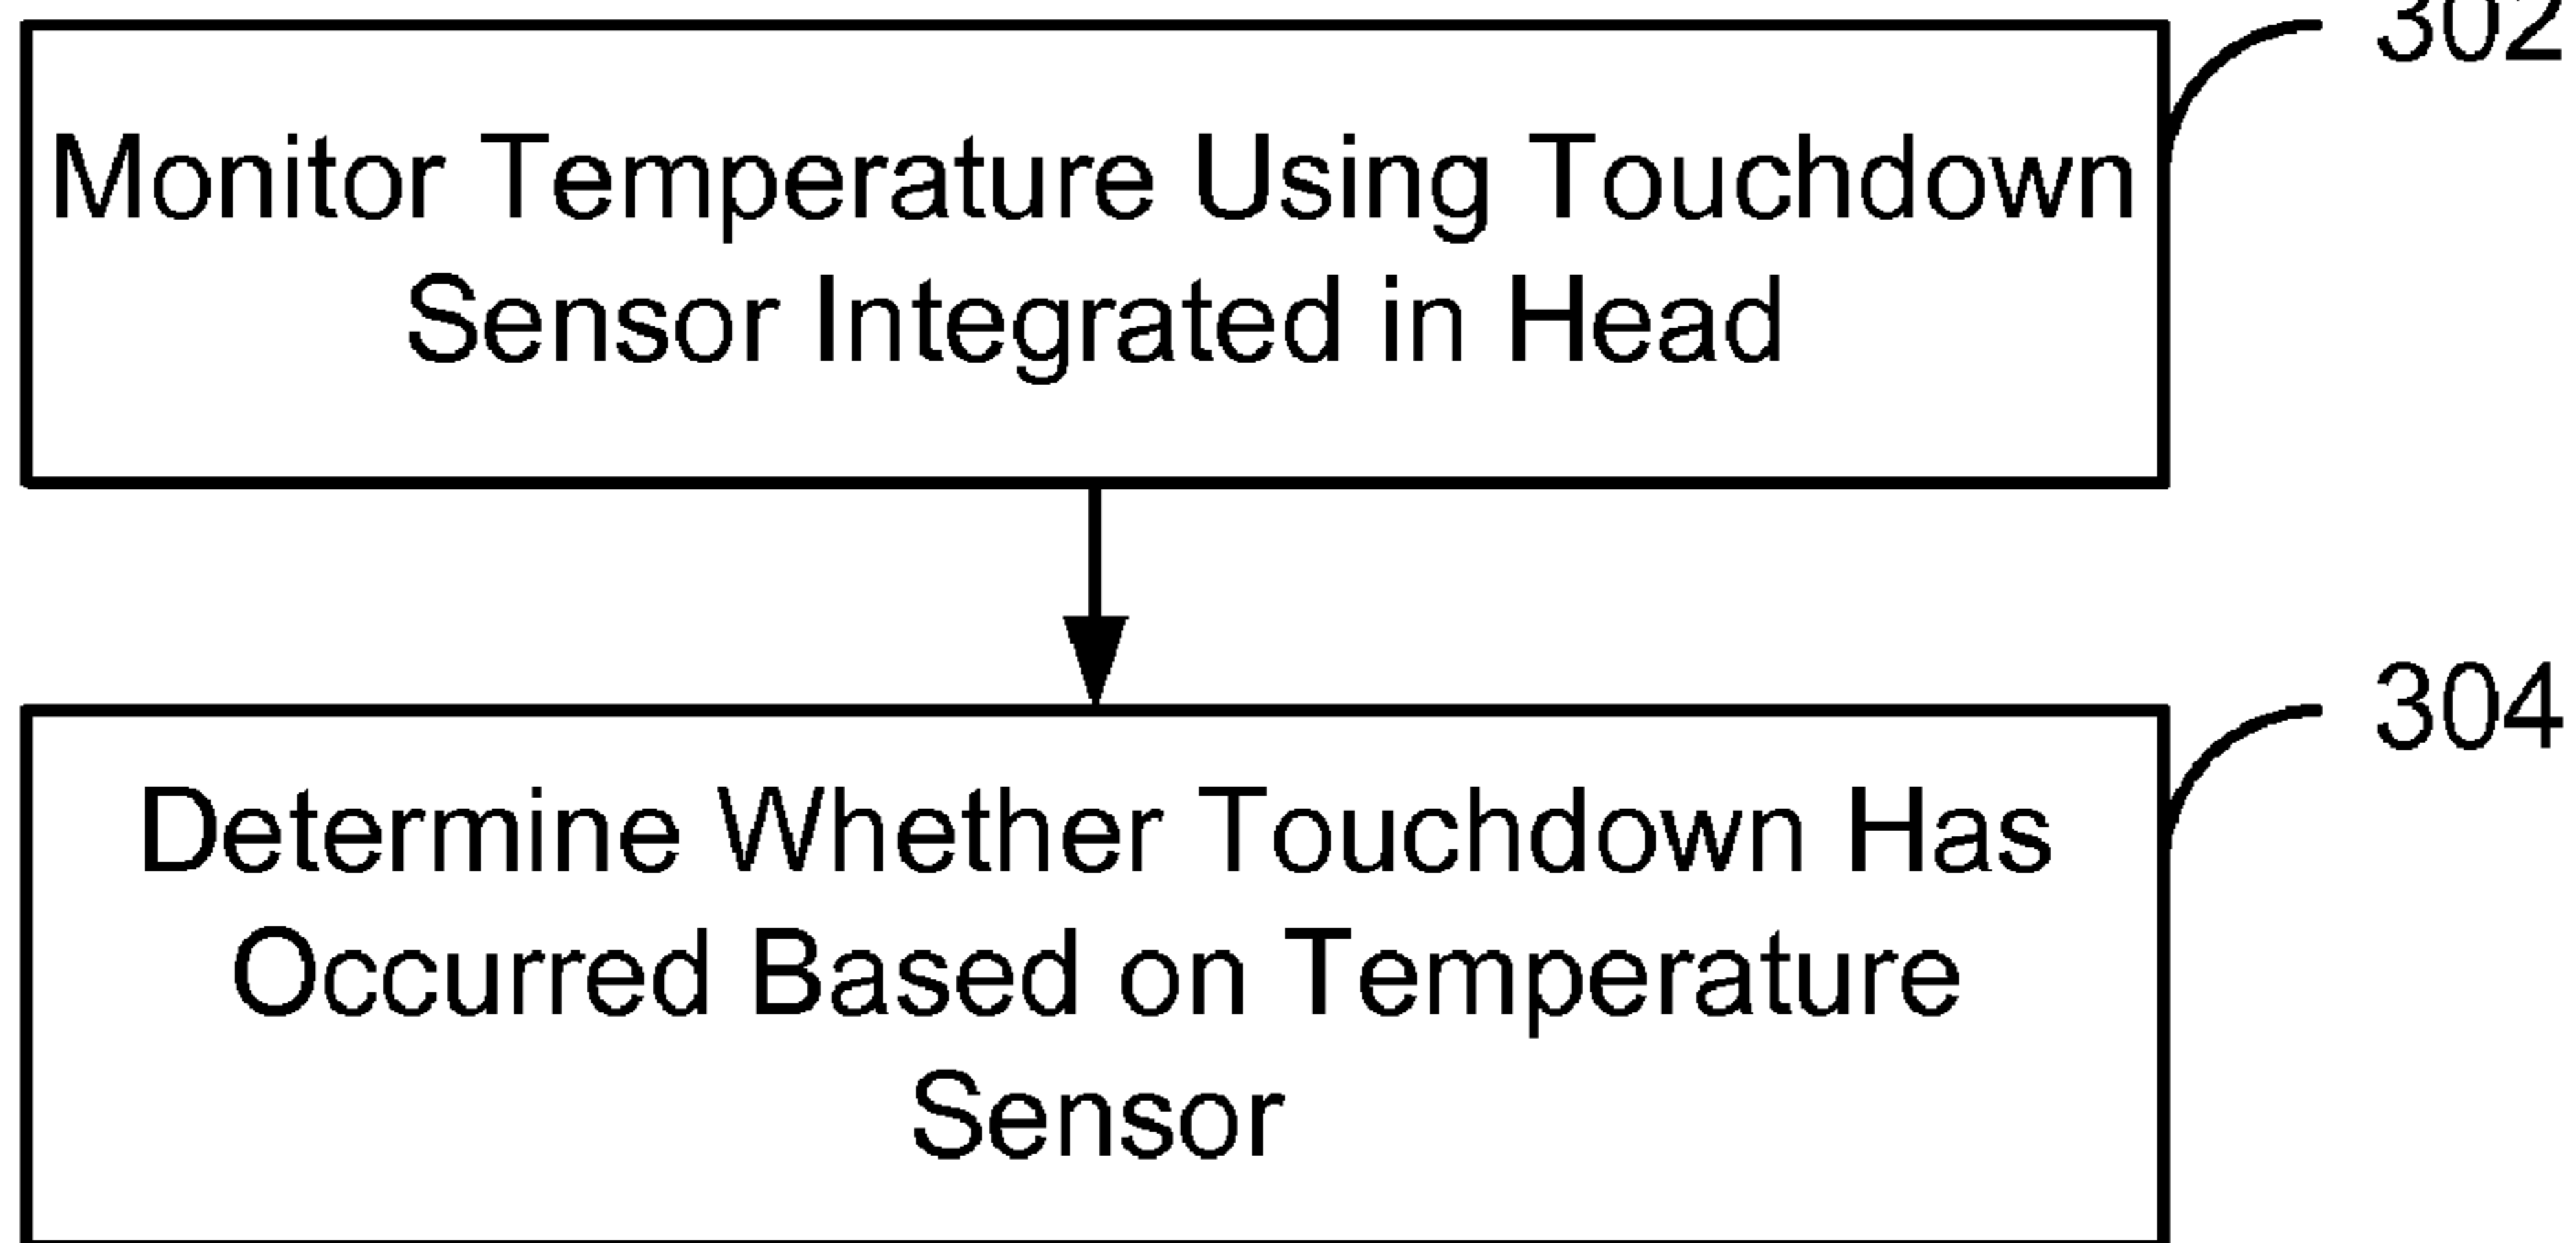 302
Monitor Temperature Using Touchdown
Sensor Integrated in Head
304
Determine Whether Touchdown Has
Occurred Based on Temperature
Sensor